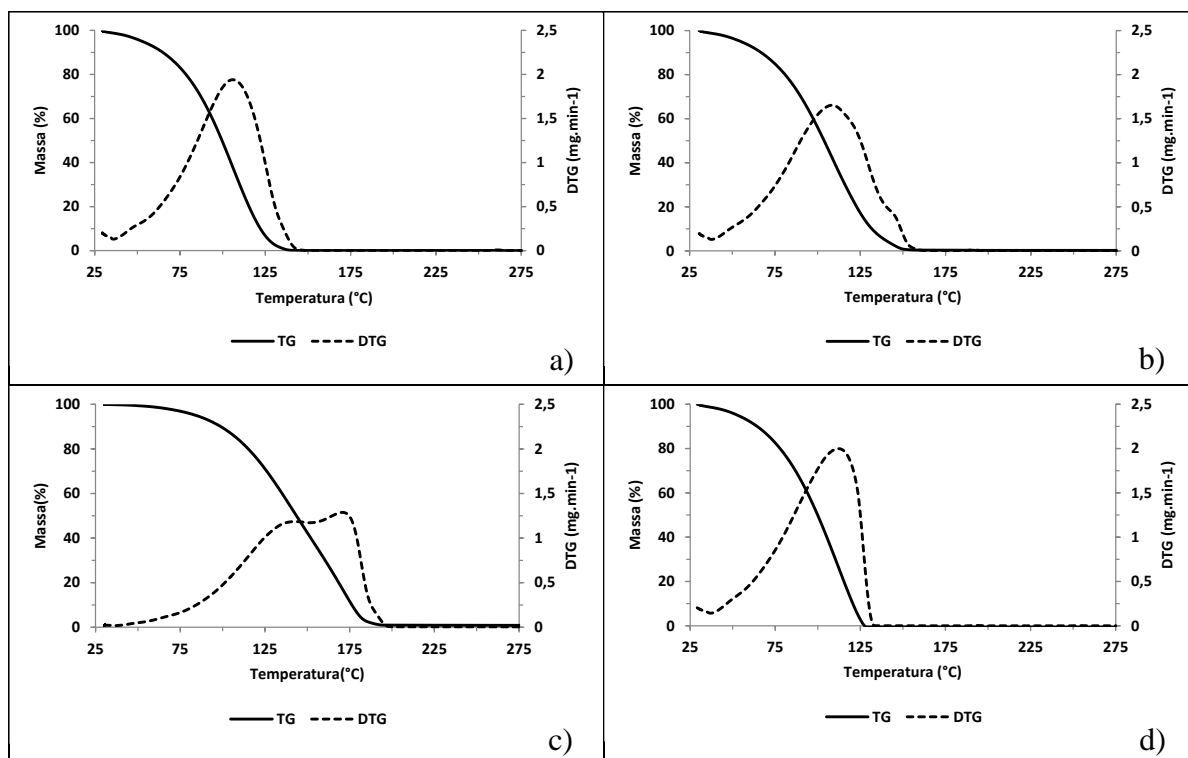 100
80
60
40
20
0
Massa (%)
2,5
2
1,5
1
0,5
0
DTG (mg.min-1)
25 75 125 175 225 275
Temperatura (°C)
TG DTG
a)
100
80
60
40
20
0
Massa (%)
2,5
2
1,5
1
0,5
0
DTG (mg.min-1)
25 75 125 175 225 275
Temperatura (°C)
TG DTG
b)
100
80
60
40
20
0
Massa(%)
2,5
2
1,5
1
0,5
0
DTG (mg.min-1)
25 75 125 175 225 275
Temperatura(°C)
TG DTG
c)
100
80
60
40
20
0
Massa (%)
2,5
2
1,5
1
0,5
0
DTG (mg.min-1)
25 75 125 175 225 275
Temperatura (°C)
TG DTG
d)